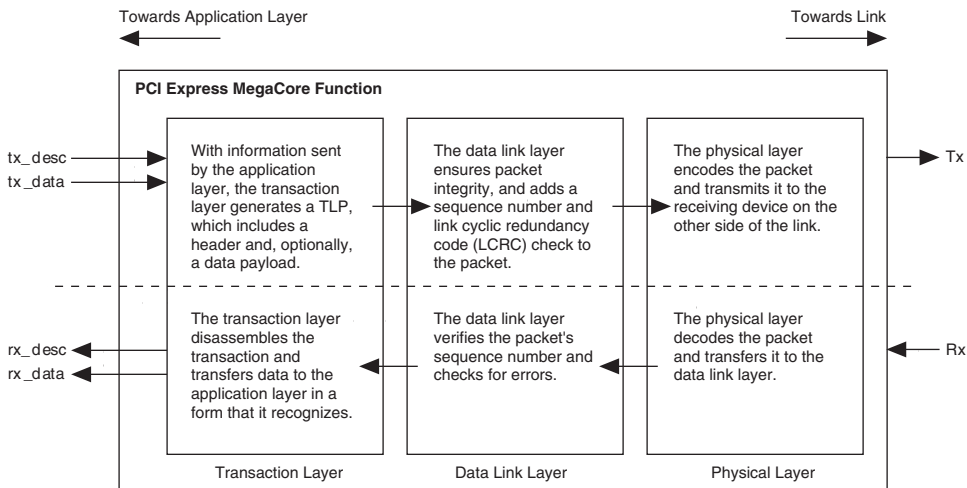 Towards Application Layer
Towards Link
PCI Express MegaCore Function
tx_desc
tx_data
With information sent
by the application
layer, the transaction
layer generates a TLP,
which includes a
header and, optionally,
a data payload.
The data link layer
ensures packet
integrity, and adds a
sequence number and
link cyclic redundancy
code (LCRC) check to
the packet.
The physical layer
encodes the packet
and transmits it to the
receiving device on the
other side of the link.
Tx
rx_desc
rx_data
The transaction layer
disassembles the
transaction and
transfers data to the
application layer in a
form that it recognizes.
The data link layer
verifies the packet's
sequence number and
checks for errors.
The physical layer
decodes the packet
and transfers it to the
data link layer.
Rx
Transaction Layer
Data Link Layer
Physical Layer